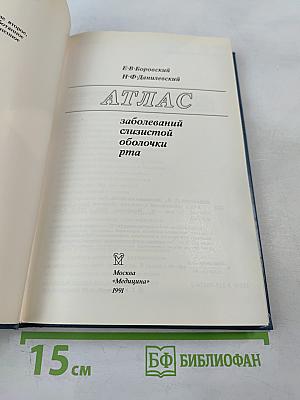 Е·В·Боровский
Н·Ф·Данилевский
АТЛАС
заболеваний
слизистой
оболочки
рта
Москва
«Медицина»
1991
15 см
БФ БИБЛИОФАН